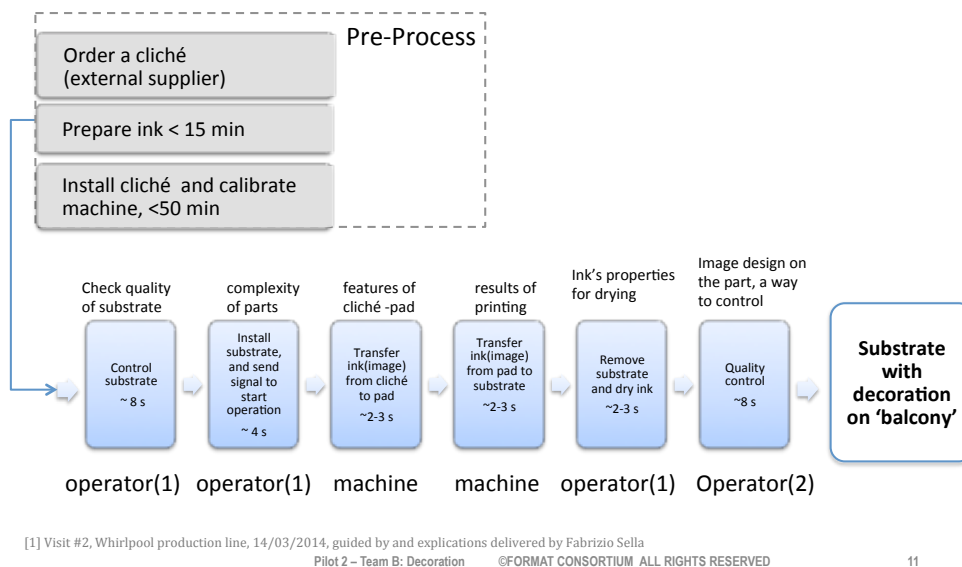 Pre-Process
Order a cliché
(external supplier)
Prepare ink < 15 min
Install cliché and calibrate
machine, <50 min
Check quality
of substrate
complexity
of parts
features of
cliché -pad
results of
printing
Ink's properties
for drying
Image design on
the part, a way
to control
Control
substrate
~ 8 s
Install
substrate,
and send
signal to
start
operation
~ 4 s
Transfer
ink(image)
from cliché
to pad
~2-3 s
Transfer
ink(image)
from pad to
substrate
~2-3 s
Remove
substrate
and dry ink
~2-3 s
Quality
control
~8 s
Substrate
with
decoration
on 'balcony'
operator(1) operator(1) machine machine operator(1) Operator(2)
[1] Visit #2, Whirlpool production line, 14/03/2014, guided by and explications delivered by Fabrizio Sella
Pilot 2 – Team B: Decoration ©FORMAT CONSORTIUM ALL RIGHTS RESERVED 11